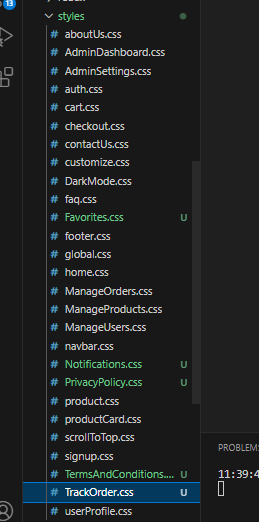 13
styles
# aboutUs.css
# AdminDashboard.css
# AdminSettings.css
# auth.css
# cart.css
# checkout.css
# contactUs.css
# customize.css
# DarkMode.css
# faq.css
# Favorites.css U
# footer.css
# global.css
# home.css
# ManageOrders.css
# ManageProducts.css
# ManageUsers.css
# navbar.css
# Notifications.css U
# PrivacyPolicy.css U
# product.css
# productCard.css
# scrollToTop.css
# signup.css
# TermsAndConditions.... U
# TrackOrder.css U
# userProfile.css
PROBLEMS
11:39:4